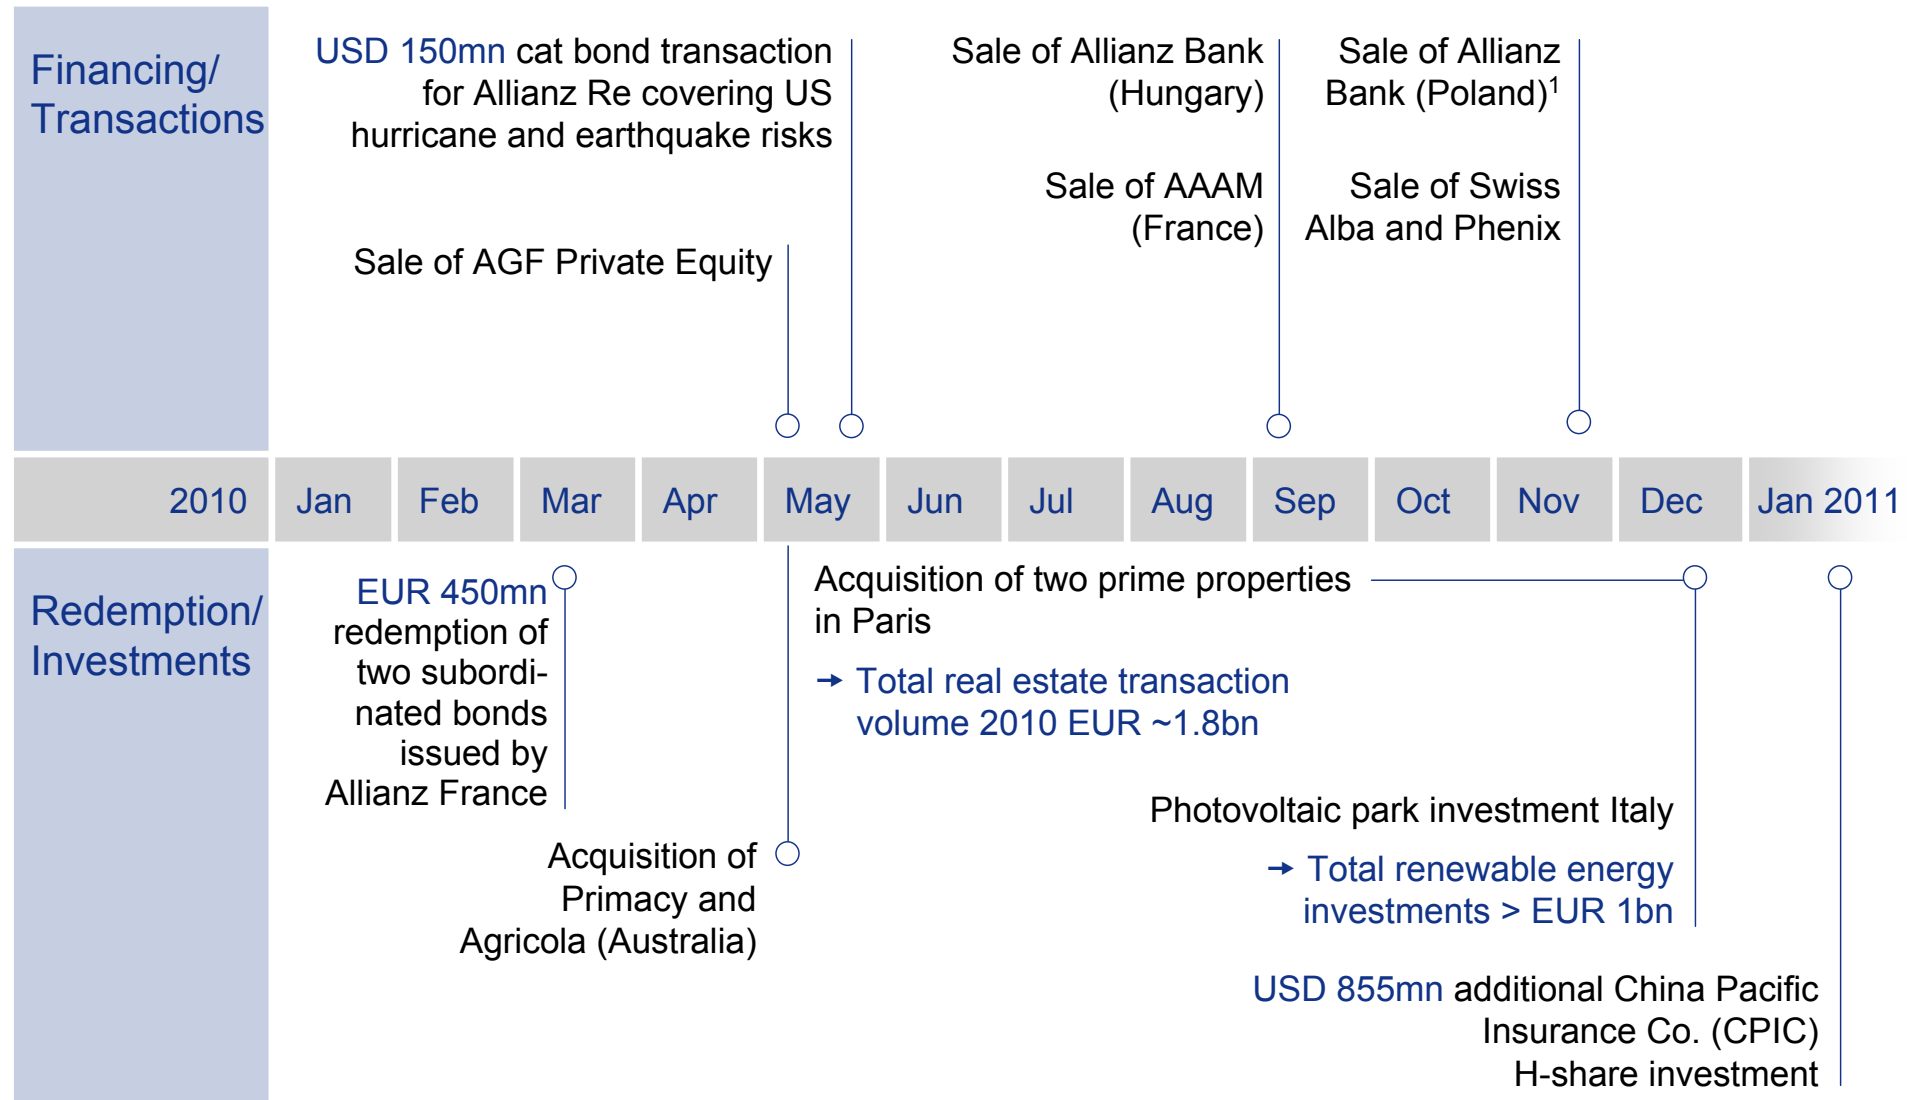 Financing/
Transactions
USD 150mn cat bond transaction
for Allianz Re covering US
hurricane and earthquake risks
Sale of AGF Private Equity
Sale of Allianz Bank
(Hungary)
Sale of AAAM
(France)
Sale of Allianz
Bank (Poland)¹
Sale of Swiss
Alba and Phenix
2010 Jan Feb Mar Apr May Jun Jul Aug Sep Oct Nov Dec Jan 2011
Redemption/
Investments
EUR 450mn
redemption of
two subordi-
nated bonds
issued by
Allianz France
Acquisition of
Primacy and
Agricola (Australia)
Acquisition of two prime properties
in Paris
→ Total real estate transaction
volume 2010 EUR ~1.8bn
Photovoltaic park investment Italy
→ Total renewable energy
investments > EUR 1bn
USD 855mn additional China Pacific
Insurance Co. (CPIC)
H-share investment